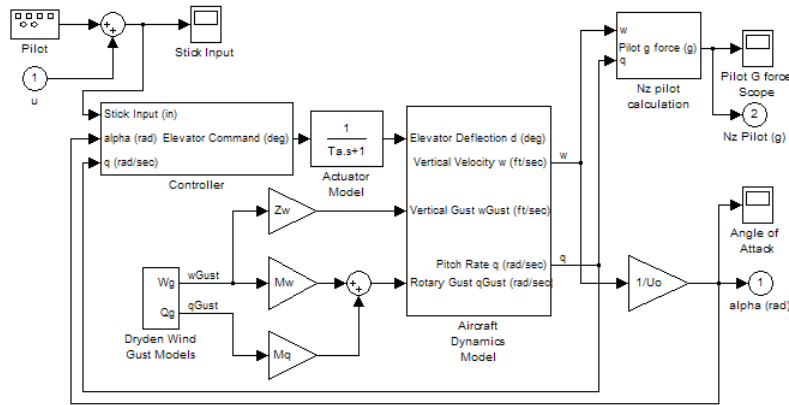 Pilot
1
u
Stick Input
Stick Input (in)
alpha (rad)
Elevator Command (deg)
q (rad/sec)
Controller
1
Ta.s+1
Actuator
Model
Elevator Deflection d (deg)
Vertical Velocity w (ft/sec)
Vertical Gust wGust (ft/sec)
Pitch Rate q (rad/sec)
Rotary Gust qGust (rad/sec)
Aircraft
Dynamics
Model
w
q
w
Pilot g force (g)
q
Nz pilot
calculation
Pilot G force
Scope
2
Nz Pilot (g)
Angle of
Attack
1/Uo
1
alpha (rad)
Zw
Mw
Mq
Wg
Qg
wGust
qGust
Dryden Wind
Gust Models